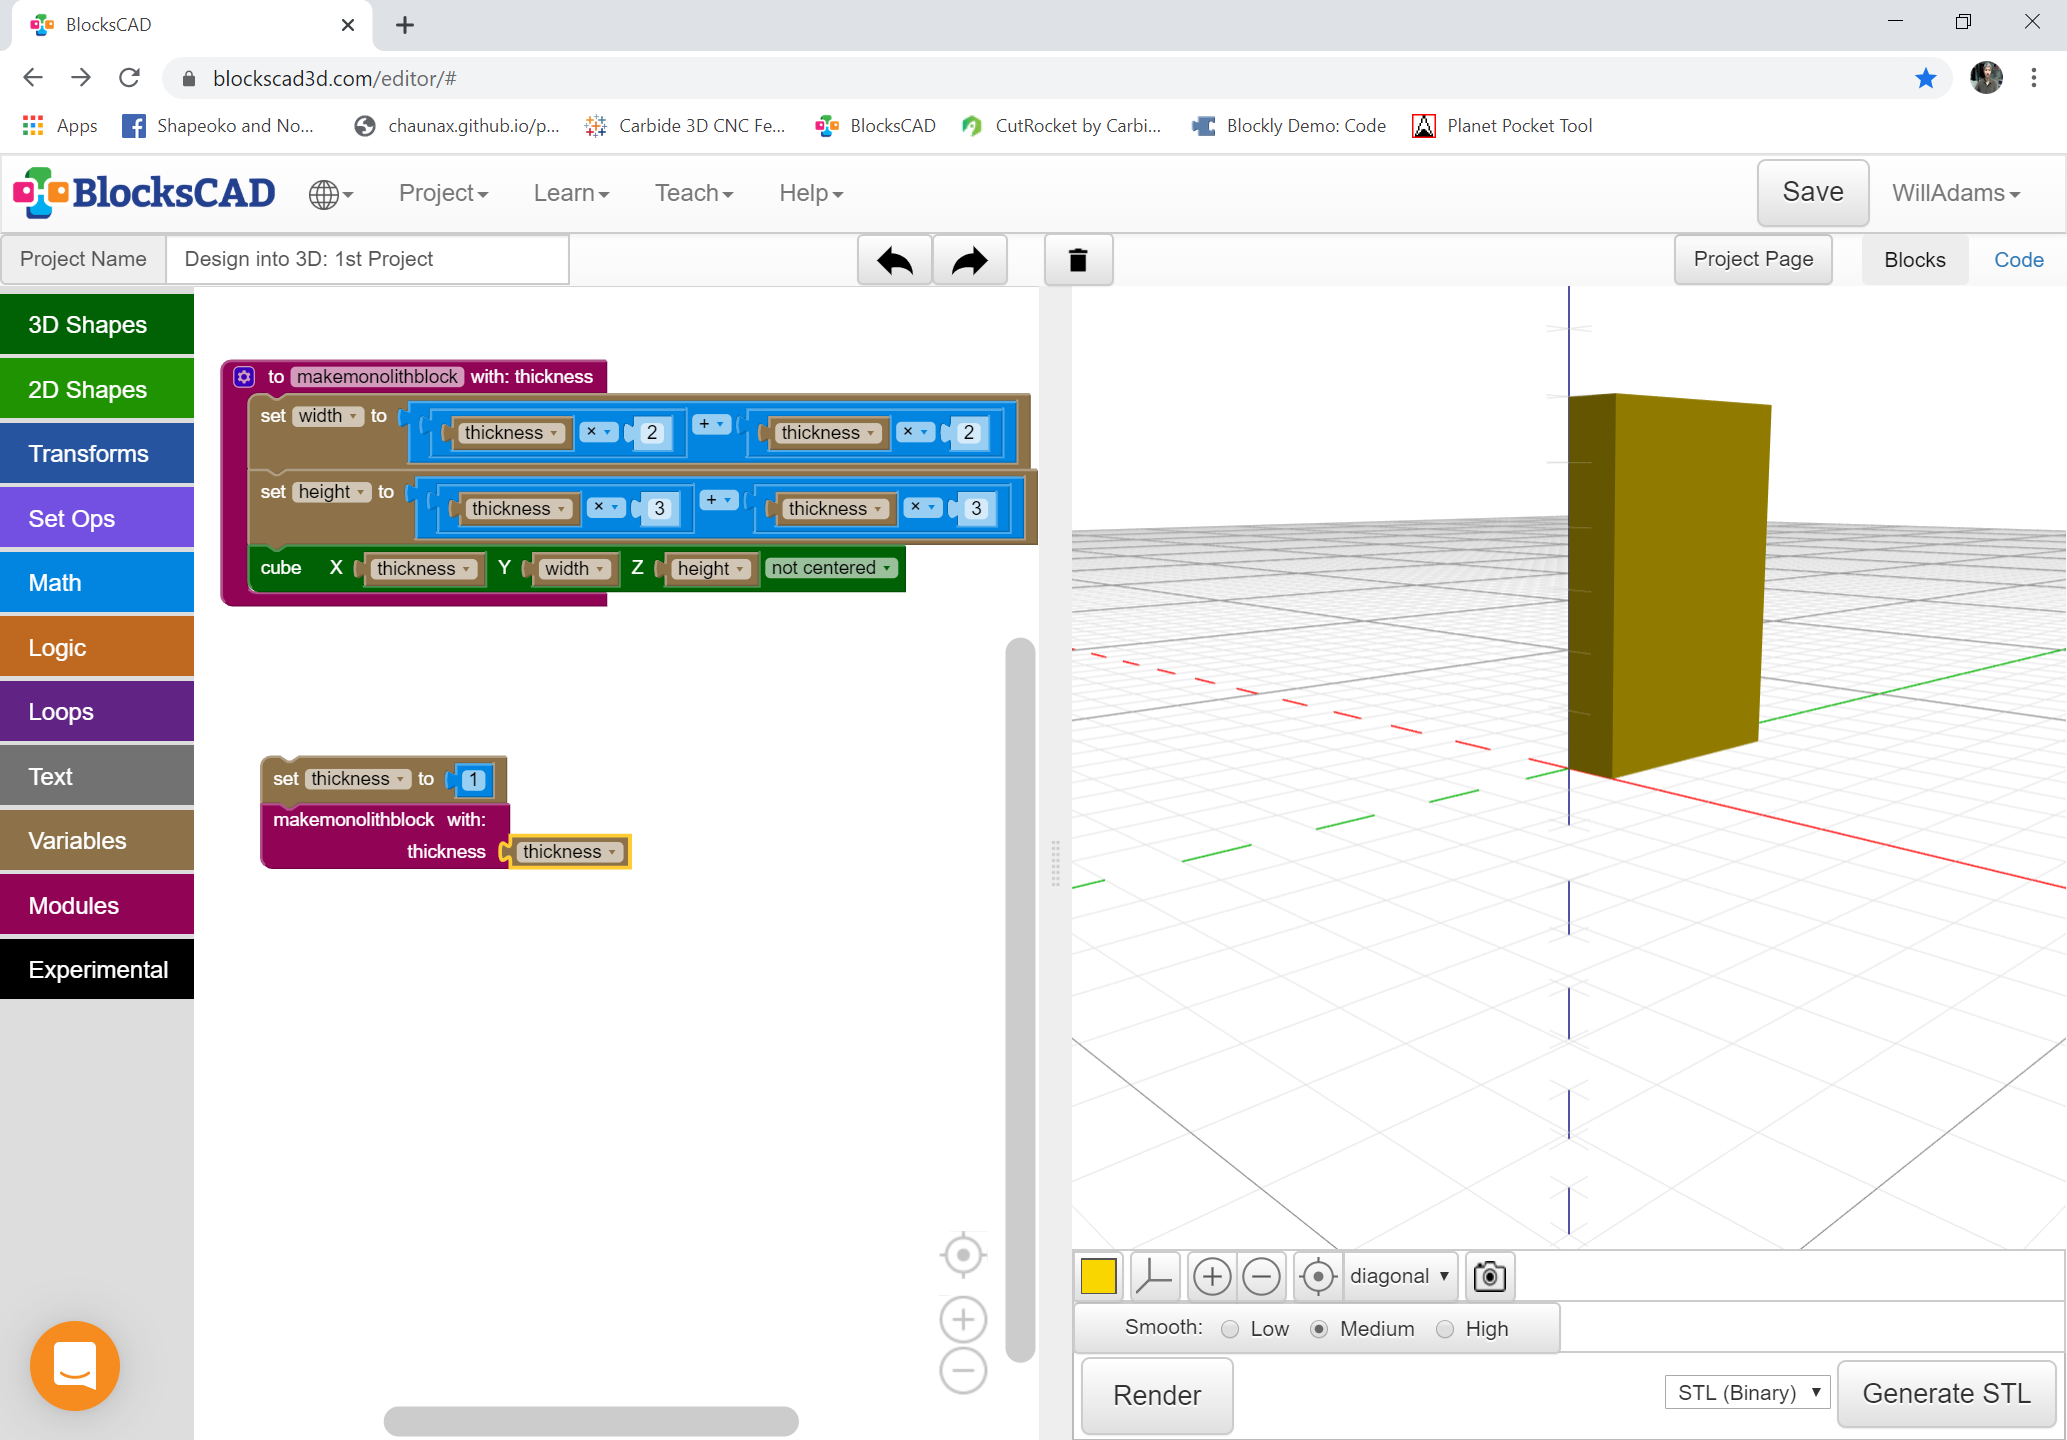 BlocksCAD
blockscad3d.com/editor/#
Apps Shapeoko and No... chaunax.github.io/p... Carbide 3D CNC Fe... BlocksCAD CutRocket by Carbi... Blockly Demo: Code Planet Pocket Tool
BlocksCAD Project Learn Teach Help Save WillAdams
Project Name Design into 3D: 1st Project Project Page Blocks Code
3D Shapes
2D Shapes
Transforms
Set Ops
Math
Logic
Loops
Text
Variables
Modules
Experimental
to makemonolithblock with: thickness
set width to thickness × 2 + thickness × 2
set height to thickness × 3 + thickness × 3
cube X thickness Y width Z height not centered
set thickness to 1
makemonolithblock with:
thickness thickness
diagonal
Smooth: Low Medium High
Render STL (Binary) Generate STL